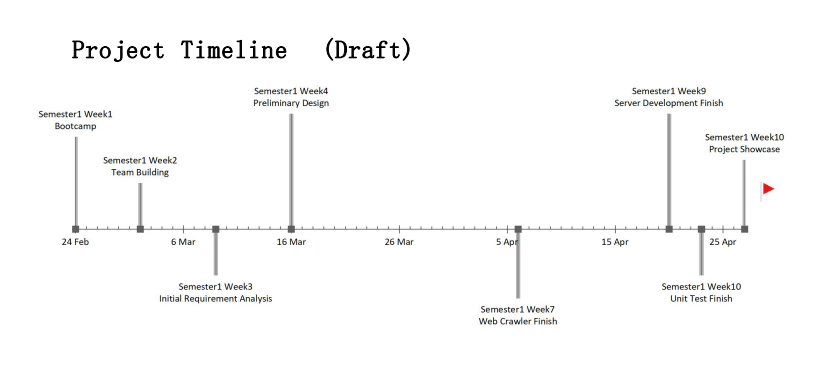 Project Timeline (Draft)
Semester1 Week4
Preliminary Design
Semester1 Week9
Server Development Finish
Semester1 Week1
Bootcamp
Semester1 Week10
Project Showcase
Semester1 Week2
Team Building
24 Feb
6 Mar
16 Mar
26 Mar
5 Apr
15 Apr
25 Apr
Semester1 Week3
Initial Requirement Analysis
Semester1 Week10
Unit Test Finish
Semester1 Week7
Web Crawler Finish